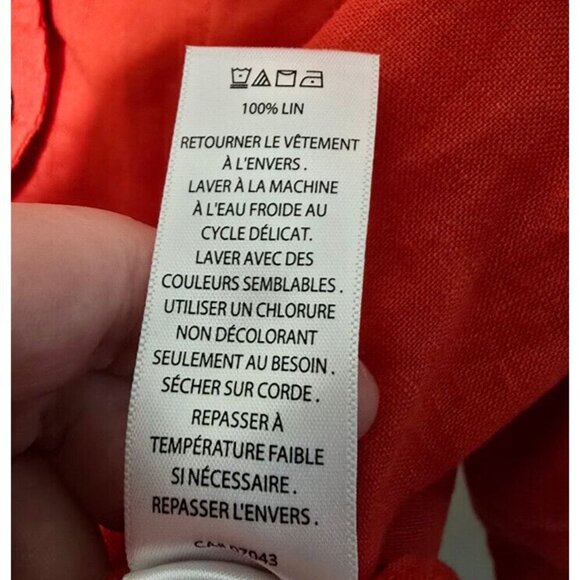 100% LIN
RETOURNER LE VÊTEMENT
À L'ENVERS .
LAVER À LA MACHINE
À L'EAU FROIDE AU
CYCLE DÉLICAT.
LAVER AVEC DES
COULEURS SEMBLABLES .
UTILISER UN CHLORURE
NON DÉCOLORANT
SEULEMENT AU BESOIN .
SÉCHER SUR CORDE .
REPASSER À
TEMPÉRATURE FAIBLE
SI NÉCESSAIRE .
REPASSER L'ENVERS .